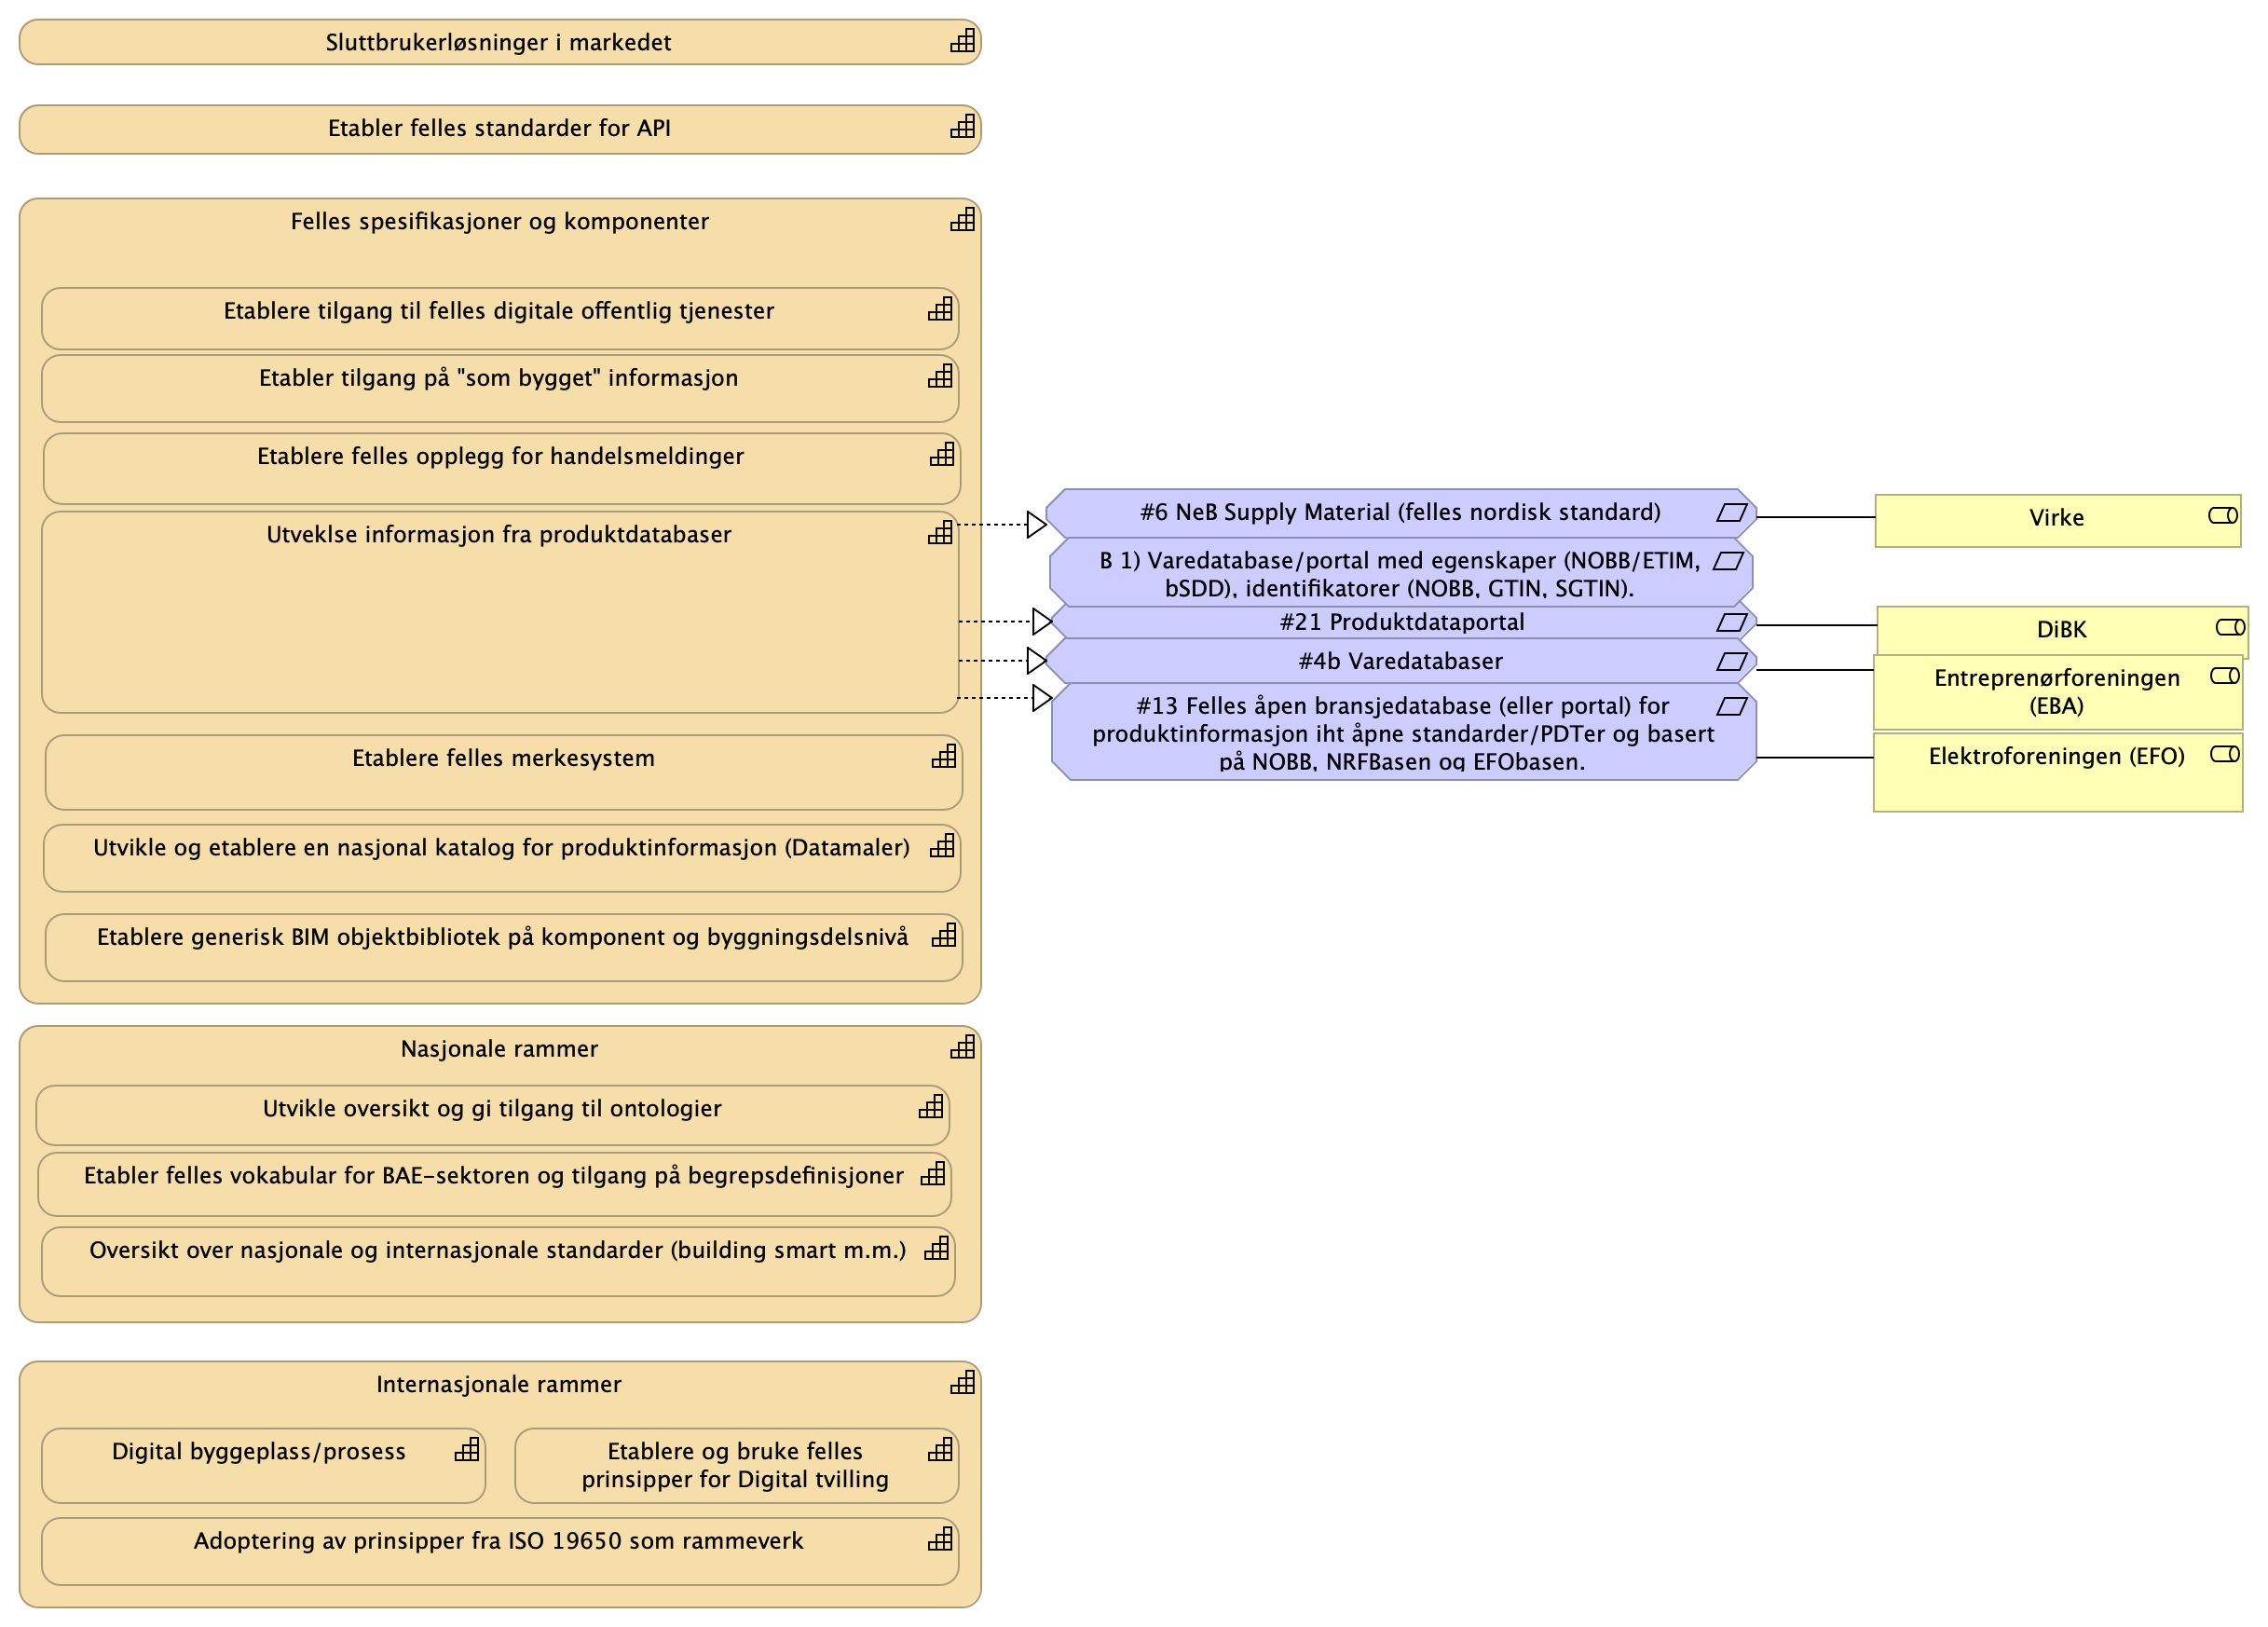 Sluttbrukerløsninger i markedet
Etabler felles standarder for API
Felles spesifikasjoner og komponenter
Etablere tilgang til felles digitale offentlig tjenester
Etabler tilgang på "som bygget" informasjon
Etablere felles opplegg for handelsmeldinger
Utveklse informasjon fra produktdatabaser
Etablere felles merkesystem
Utvikle og etablere en nasjonal katalog for produktinformasjon (Datamaler)
Etablere generisk BIM objektbibliotek på komponent og byggningsdelsnivå
#6 NeB Supply Material (felles nordisk standard)
B 1) Varedatabase/portal med egenskaper (NOBB/ETIM,
bSDD), identifikatorer (NOBB, GTIN, SGTIN).
#21 Produktdataportal
#4b Varedatabaser
#13 Felles åpen bransjedatabase (eller portal) for
produktinformasjon iht åpne standarder/PDTer og basert
på NOBB, NRFBasen og EFObasen.
Virke
DiBK
Entreprenørforeningen
(EBA)
Elektroforeningen (EFO)
Nasjonale rammer
Utvikle oversikt og gi tilgang til ontologier
Etabler felles vokabular for BAE-sektoren og tilgang på begrepsdefinisjoner
Oversikt over nasjonale og internasjonale standarder (building smart m.m.)
Internasjonale rammer
Digital byggeplass/prosess
Etablere og bruke felles
prinsipper for Digital tvilling
Adoptering av prinsipper fra ISO 19650 som rammeverk